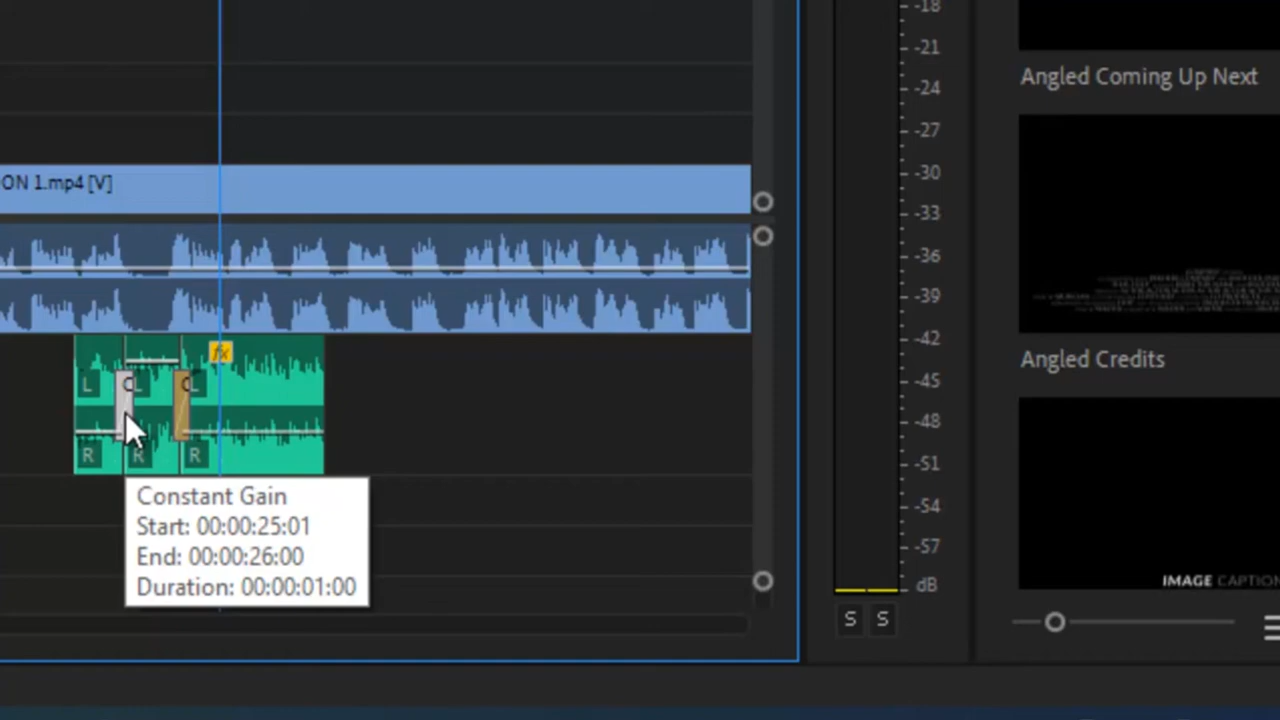 -18
-21
-24
-27
-30
-33
-36
-39
-42
-45
-48
-51
-54
-57
dB
S S
Angled Coming Up Next
Angled Credits
IMAGE CAPTION
ON 1.mp4 [V]
fx
L C L C L
R R R
Constant Gain
Start: 00:00:25:01
End: 00:00:26:00
Duration: 00:00:01:00